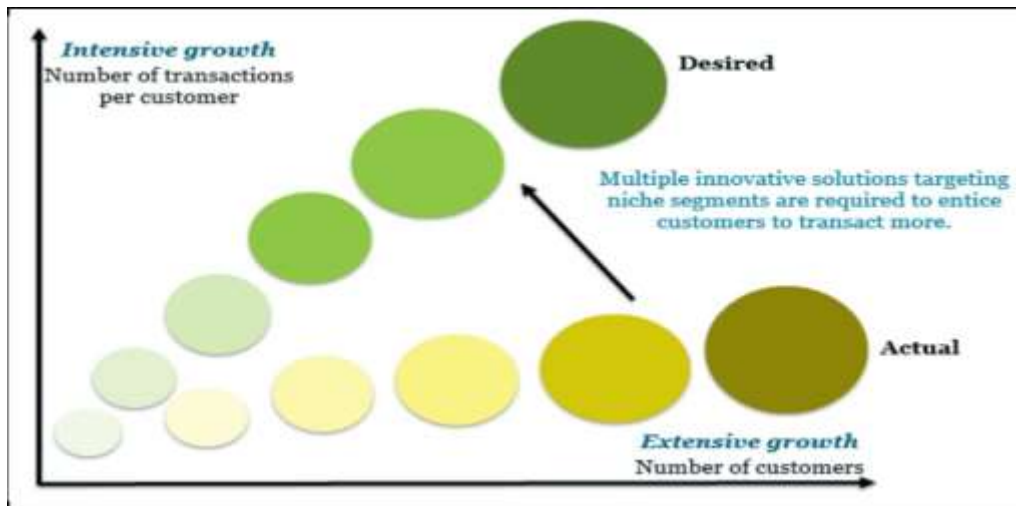 Intensive growth
Number of transactions
per customer
Desired
Multiple innovative solutions targeting
niche segments are required to entice
customers to transact more.
Actual
Extensive growth
Number of customers